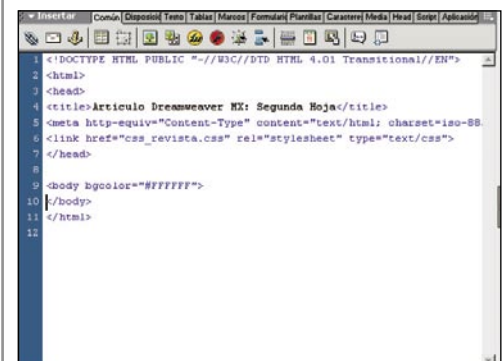 Insertar Común Disposició Texto Tablas Marcos Formulario Plantillas Caractere Media Head Script Aplicación
1 <!DOCTYPE HTML PUBLIC "-//W3C//DTD HTML 4.01 Transitional//EN">
2 <html>
3 <head>
4 <title>Articulo Dreamweaver MX: Segunda Hoja</title>
5 <meta http-equiv="Content-Type" content="text/html; charset=iso-88
6 <link href="css_revista.css" rel="stylesheet" type="text/css">
7 </head>
8
9 <body bgcolor="#FFFFFF">
10 </body>
11 </html>
12